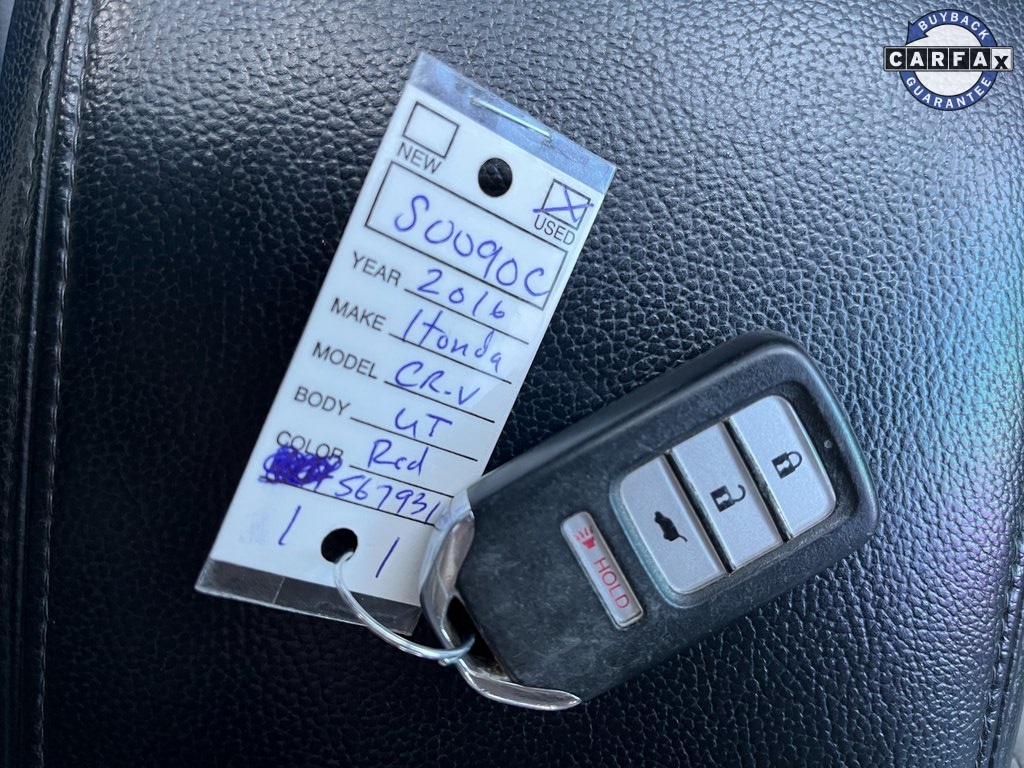 BUYBACK
CARFAX
GUARANTEE
NEW
USED
S0090C
YEAR 2016
MAKE Honda
MODEL CR-V
BODY UT
COLOR Red
567931
1 1
HOLD